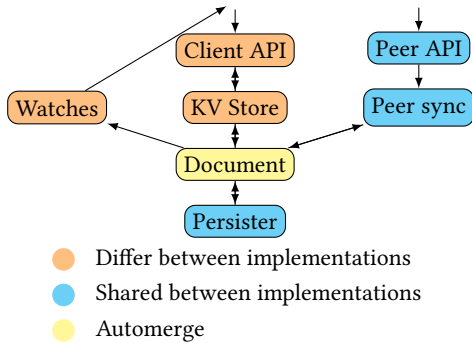 Client API
Peer API
Watches
KV Store
Peer sync
Document
Persister
Differ between implementations
Shared between implementations
Automerge